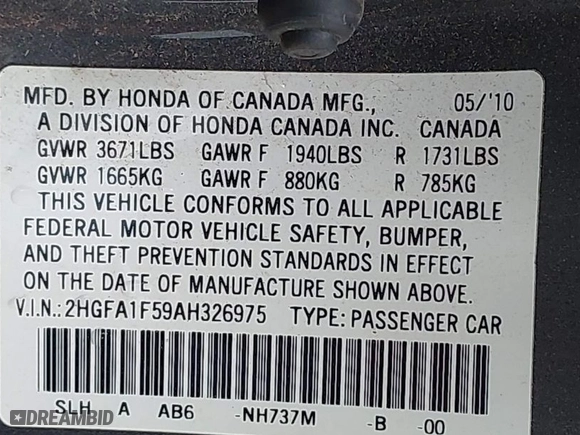 MFD. BY HONDA OF CANADA MFG., 05/'10
A DIVISION OF HONDA CANADA INC. CANADA
GVWR 3671LBS GAWR F 1940LBS R 1731LBS
GVWR 1665KG GAWR F 880KG R 785KG
THIS VEHICLE CONFORMS TO ALL APPLICABLE
FEDERAL MOTOR VEHICLE SAFETY, BUMPER,
AND THEFT PREVENTION STANDARDS IN EFFECT
ON THE DATE OF MANUFACTURE SHOWN ABOVE.
V.I.N.:2HGFA1F59AH326975 TYPE: PASSENGER CAR
SLH A AB6 -NH737M -B -00
DREAMBID